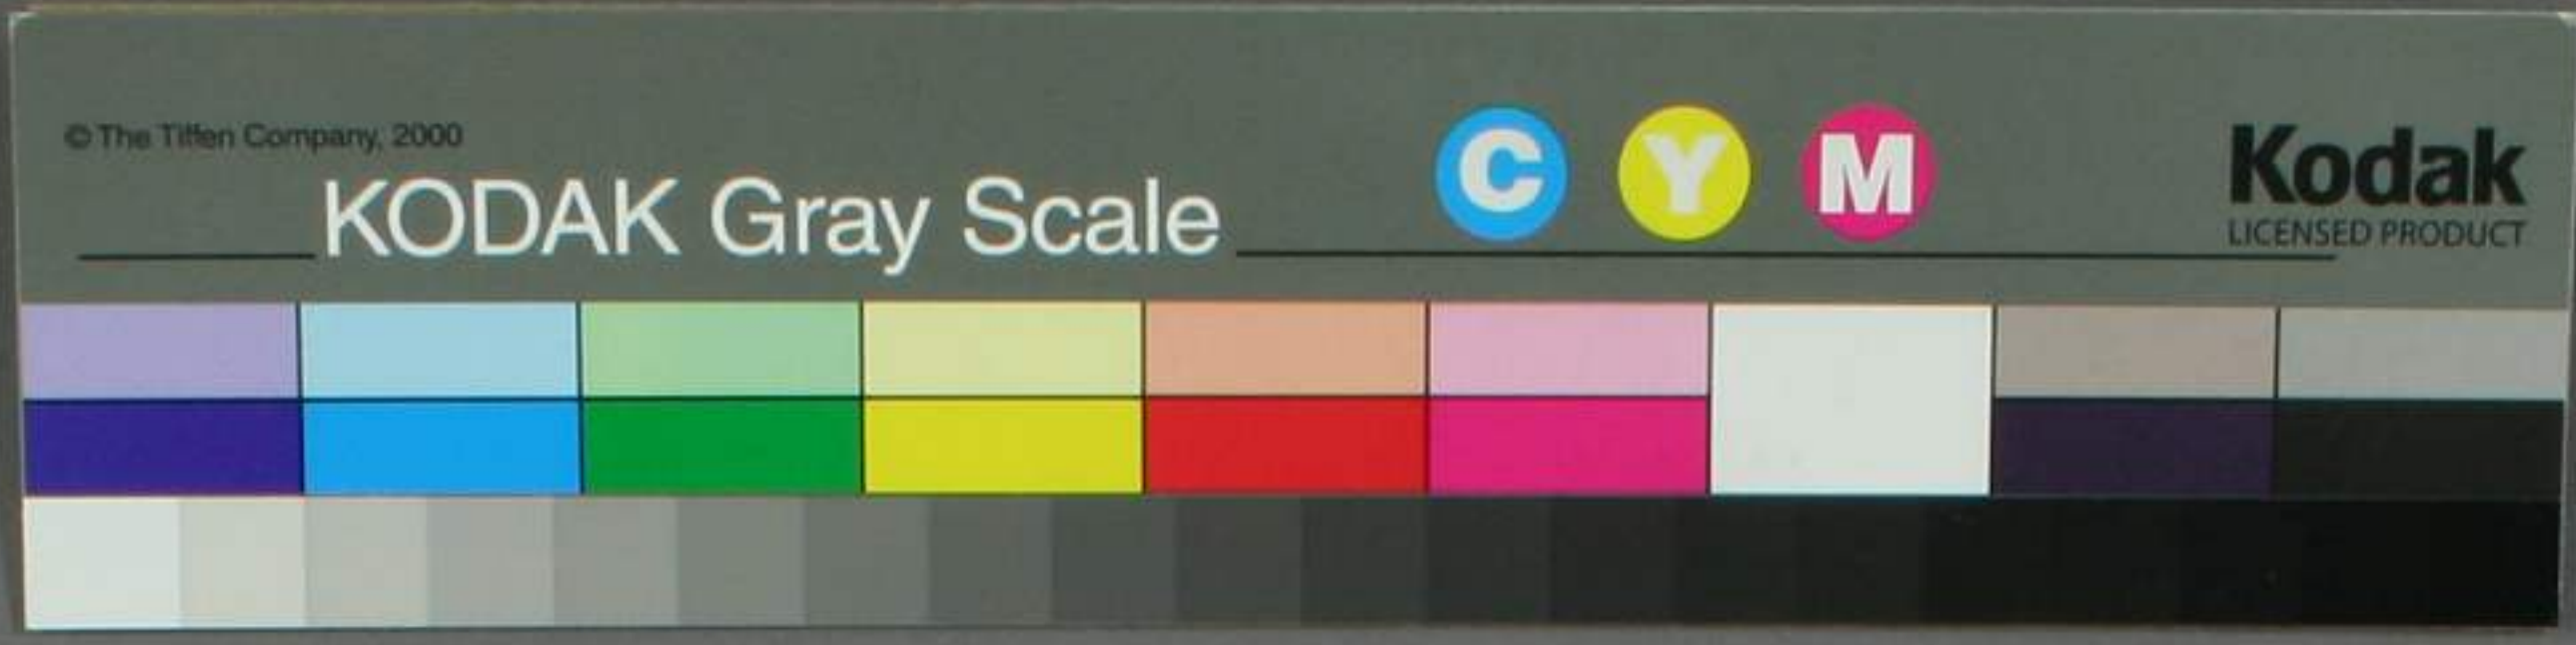 © The Tiffen Company, 2000
KODAK Gray Scale
C Y M
Kodak
LICENSED PRODUCT